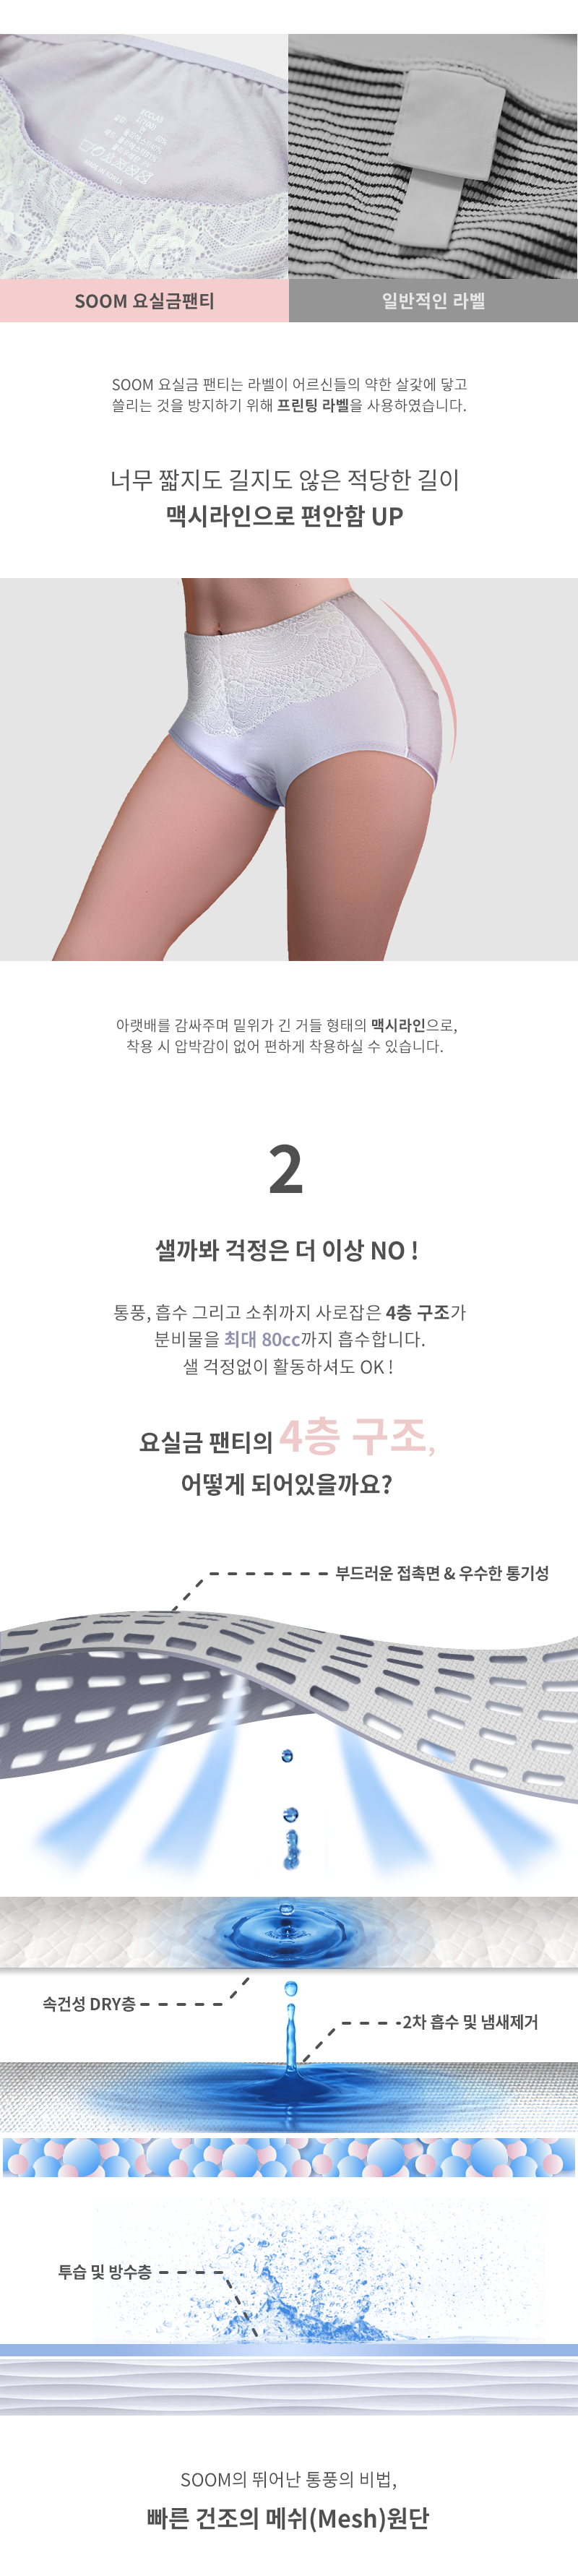 SOOM 요실금팬티
일반적인 라벨
SOOM 요실금 팬티는 라벨이 어르신들의 약한 살갗에 닿고
쓸리는 것을 방지하기 위해 프린팅 라벨을 사용하였습니다.
너무 짧지도 길지도 않은 적당한 길이
맥시라인으로 편안함 UP
아랫배를 감싸주며 밑위가 긴 거들 형태의 맥시라인으로,
착용 시 압박감이 없어 편하게 착용하실 수 있습니다.
2
샐까봐 걱정은 더 이상 NO !
통풍, 흡수 그리고 소취까지 사로잡은 4층 구조가
분비물을 최대 80cc까지 흡수합니다.
샐 걱정없이 활동하셔도 OK !
요실금 팬티의 4층 구조,
어떻게 되어있을까요?
부드러운 접촉면 & 우수한 통기성
속건성 DRY층
2차 흡수 및 냄새제거
투습 및 방수층
SOOM의 뛰어난 통풍의 비법,
빠른 건조의 메쉬(Mesh)원단